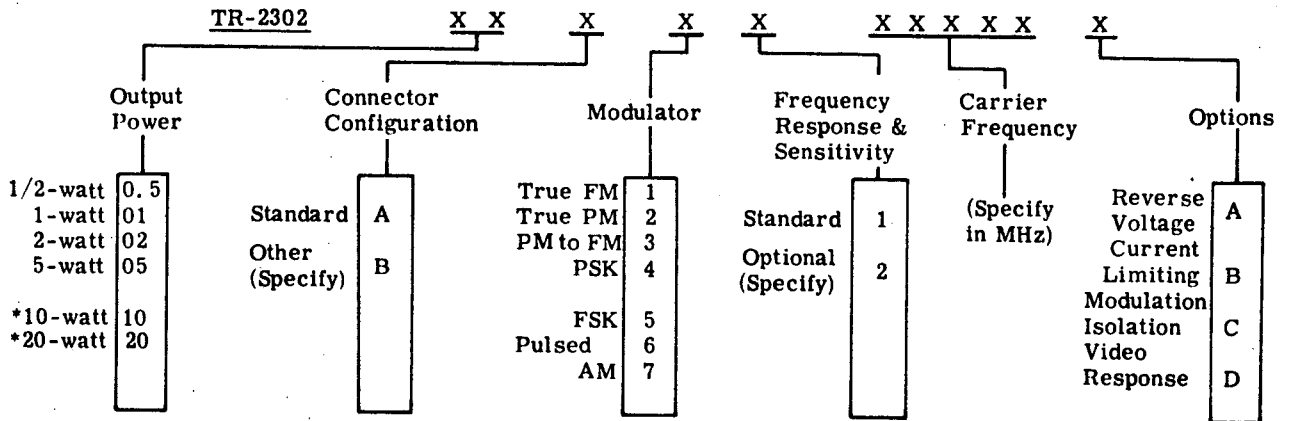 TR-2302 X X X X X X X X X X X
Output
Power
1/2-watt 0.5
1-watt 01
2-watt 02
5-watt 05
*10-watt 10
*20-watt 20
Connector
Configuration
Standard A
Other B
(Specify)
Modulator
True FM 1
True PM 2
PM to FM 3
PSK 4
FSK 5
Pulsed 6
AM 7
Frequency
Response &
Sensitivity
Standard 1
Optional 2
(Specify)
Carrier
Frequency
(Specify
in MHz)
Options
Reverse A
Voltage
Current
Limiting B
Modulation
Isolation C
Video
Response D